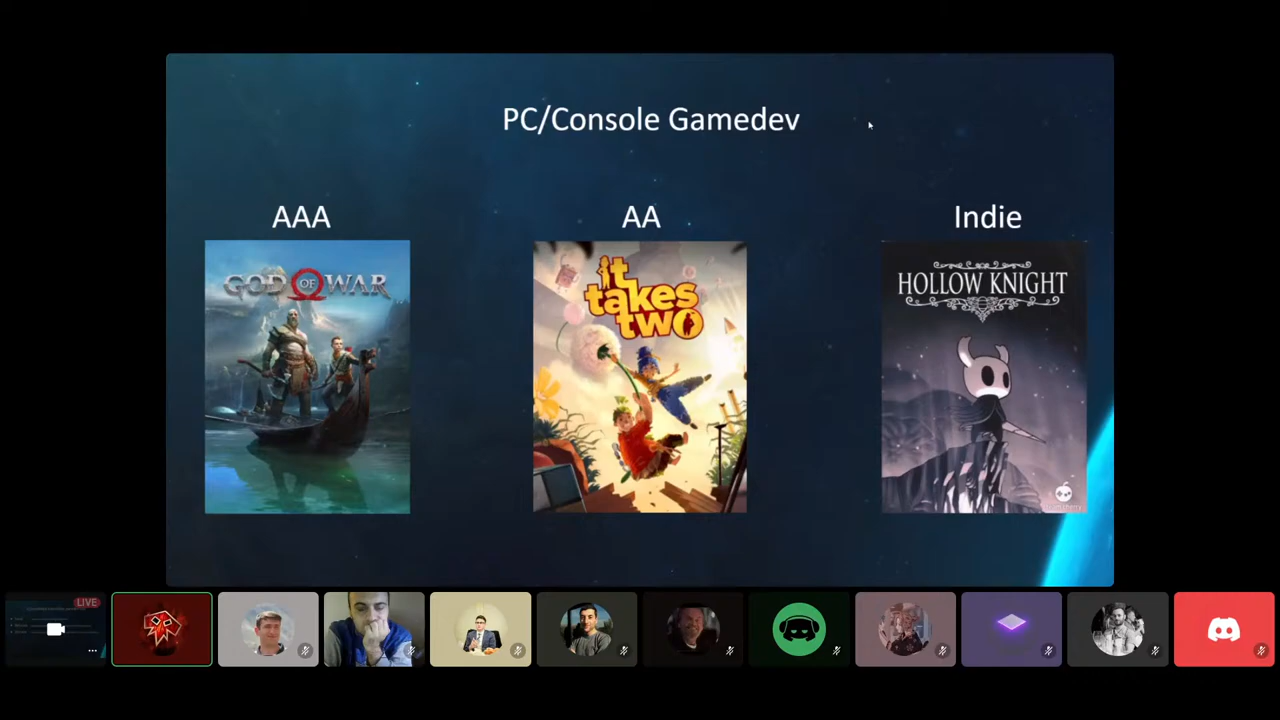 PC/Console Gamedev
AAA
AA
Indie
GOD OF WAR
it
takes
two
HOLLOW KNIGHT
LIVE